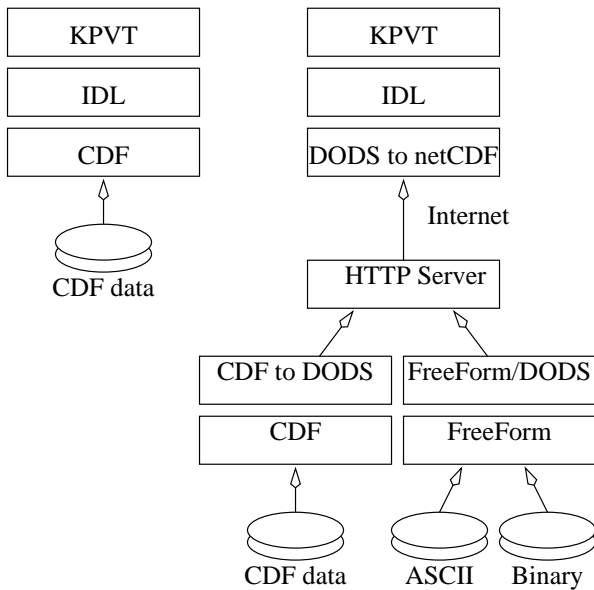 KPVT
IDL
CDF
CDF data
KPVT
IDL
DODS to netCDF
Internet
HTTP Server
CDF to DODS
FreeForm/DODS
CDF
FreeForm
CDF data
ASCII
Binary